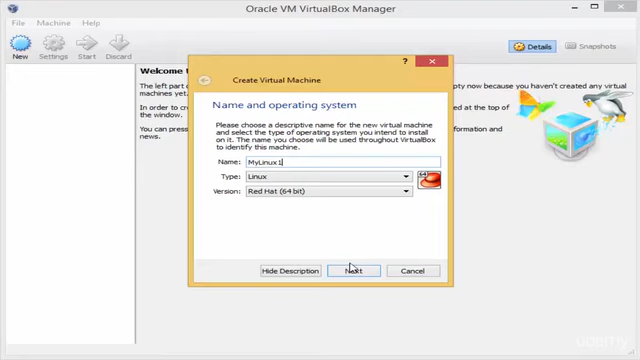 Oracle VM VirtualBox Manager
File Machine Help
New Settings Start Discard
Details Snapshots
Welcome
The left part
empty now because you haven't created any virtual
machines yet.
In order to
at the top of
the window.
You can press
information and
news.
Create Virtual Machine
Name and operating system
Please choose a descriptive name for the new virtual machine
and select the type of operating system you intend to install
on it. The name you choose will be used throughout VirtualBox
to identify this machine.
Name: MyLinux1
Type: Linux
Version: Red Hat (64 bit)
64
Hide Description Next Cancel
udemy